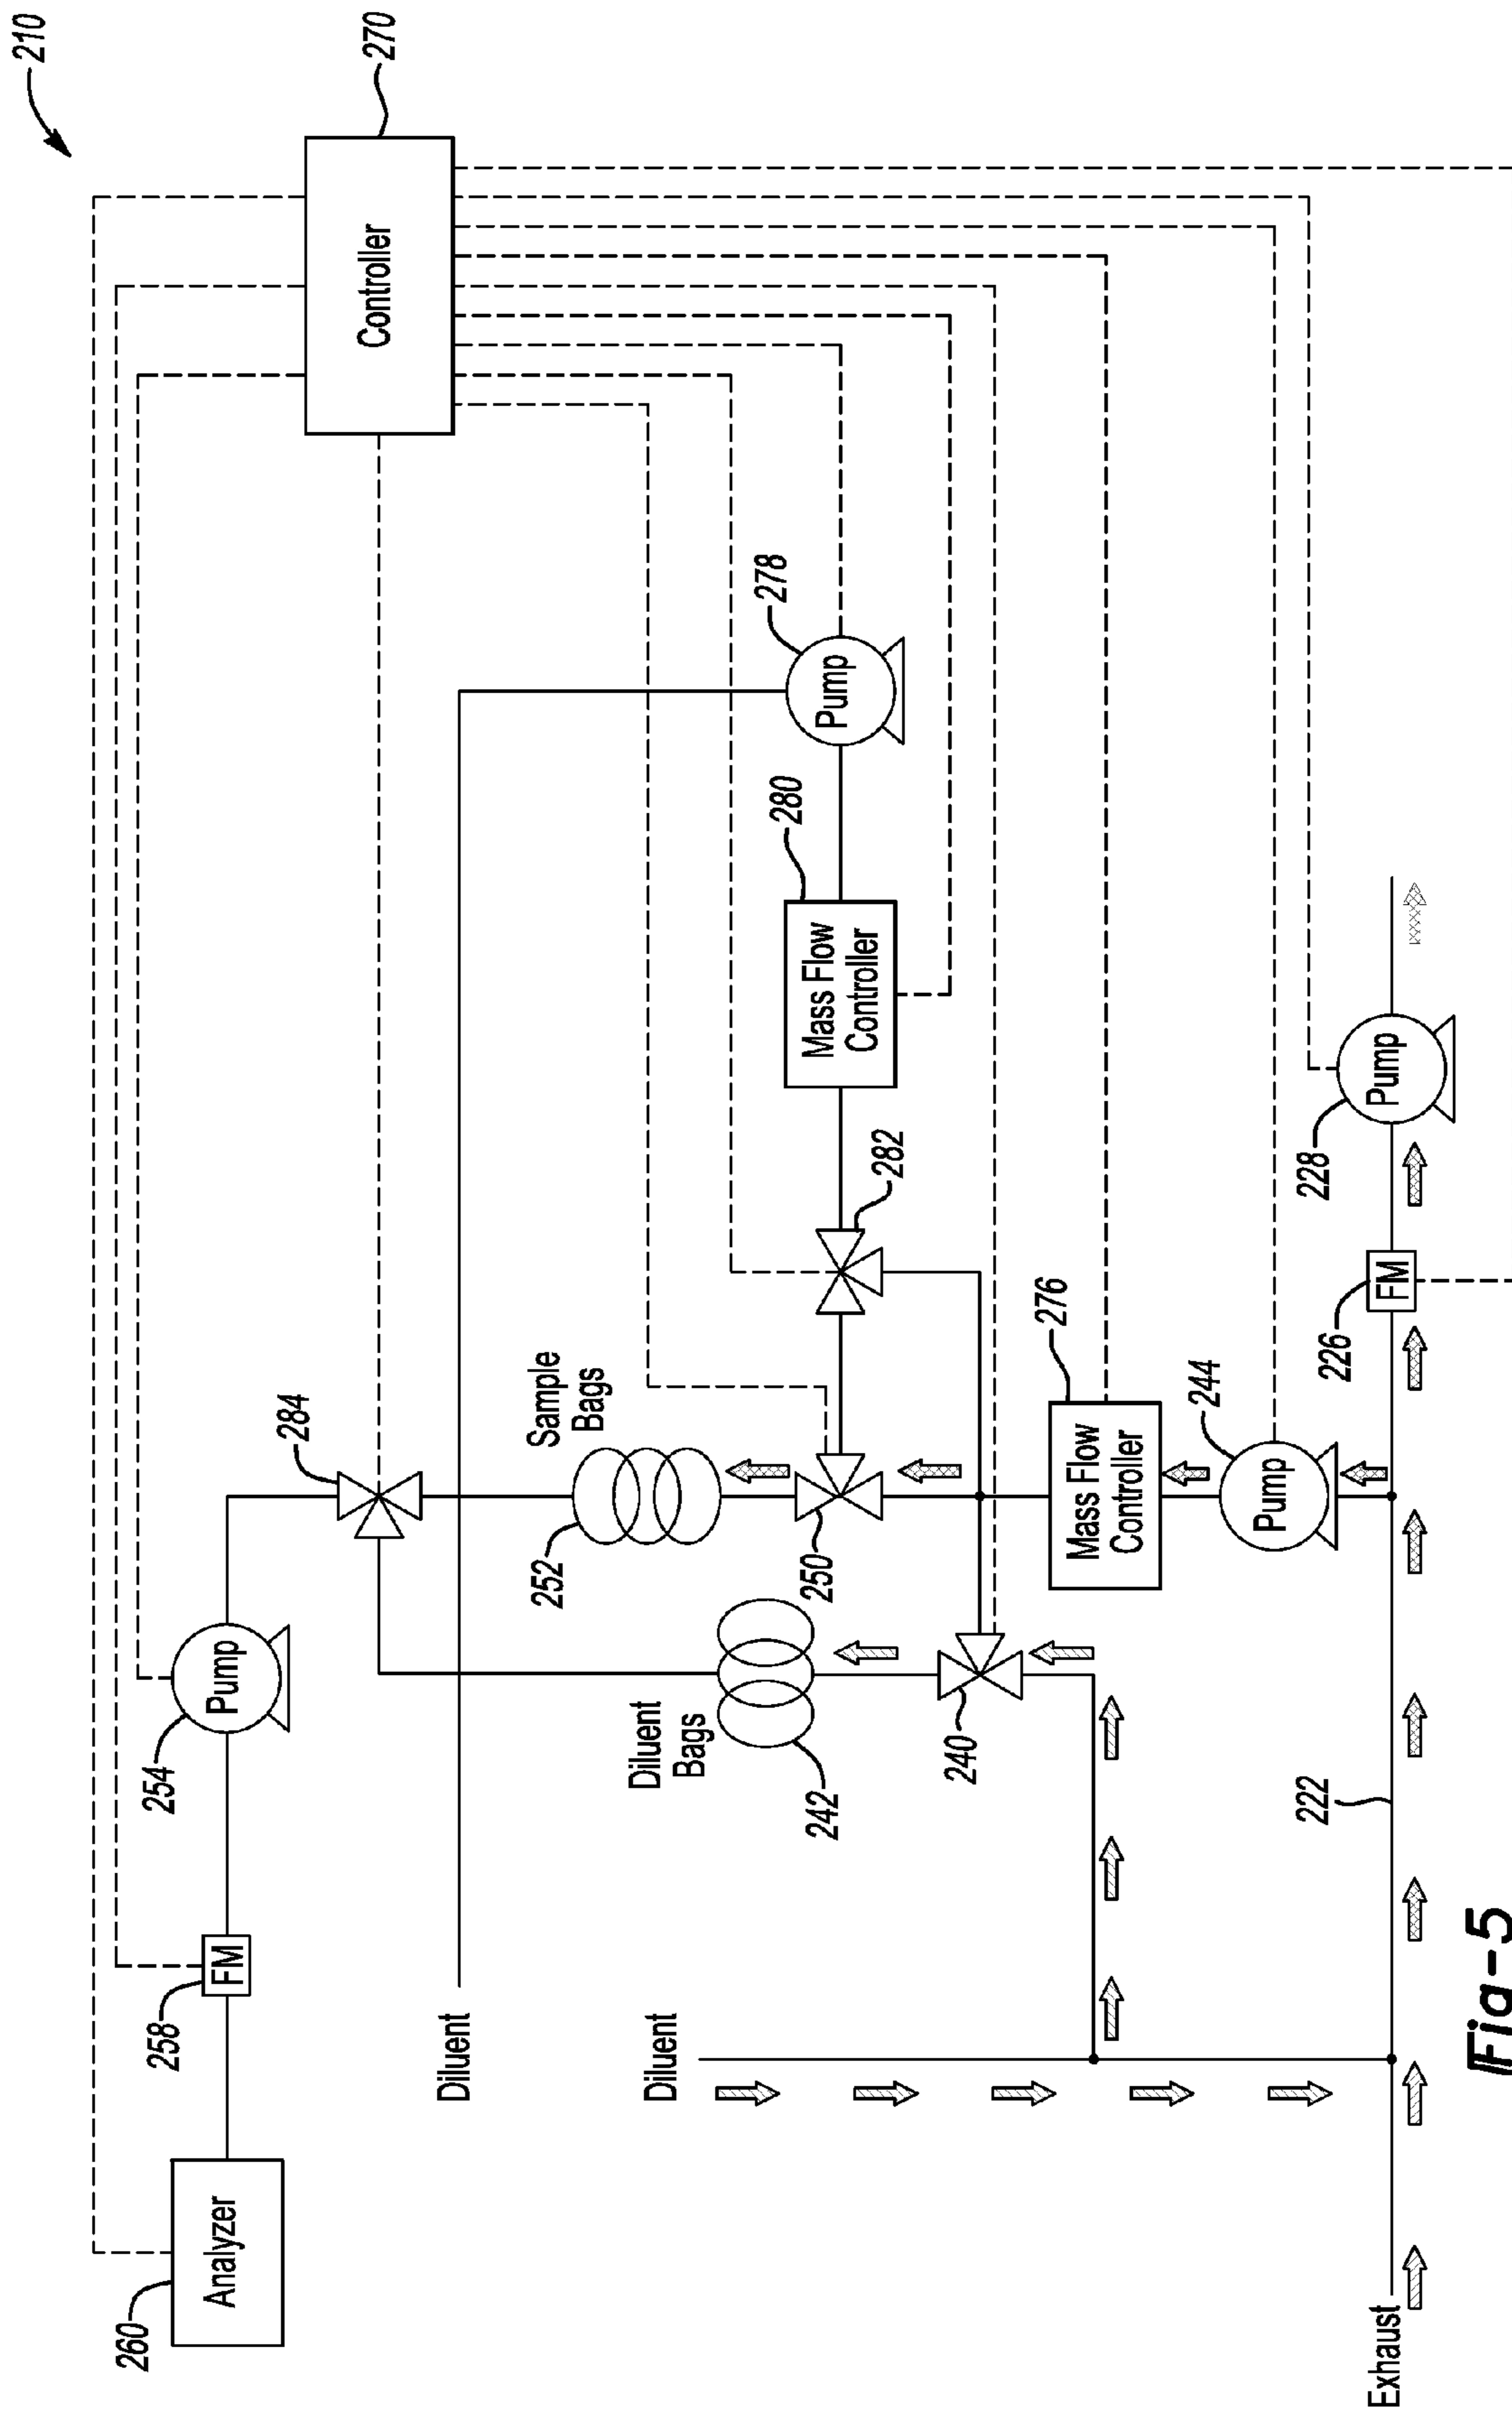 210
260
Analyzer
258
FM
254
Pump
284
Controller
270
Diluent
Diluent
Diluent
Bags
242
Sample
Bags
252
250
240
282
Mass Flow
Controller
280
Pump
278
Mass Flow
Controller
276
Pump
244
Exhaust
222
226
FM
228
Pump
Fig-5